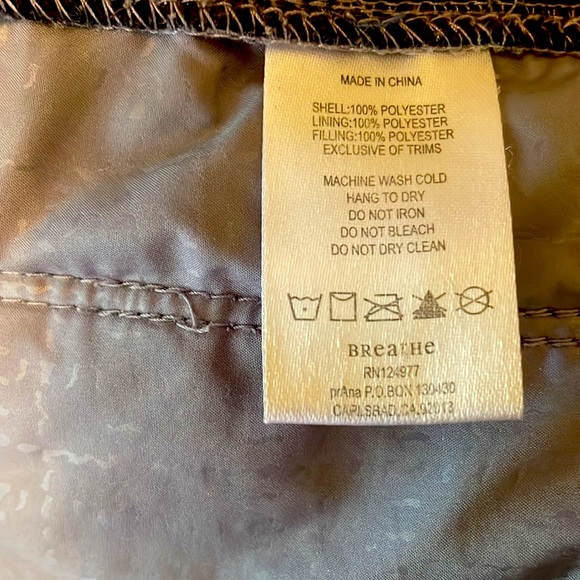 MADE IN CHINA
SHELL:100% POLYESTER
LINING:100% POLYESTER
FILLING:100% POLYESTER
EXCLUSIVE OF TRIMS
MACHINE WASH COLD
HANG TO DRY
DO NOT IRON
DO NOT BLEACH
DO NOT DRY CLEAN
BReatHe
RN124977
prAna P.O.BOX 130430
CARLSBAD,CA,92013